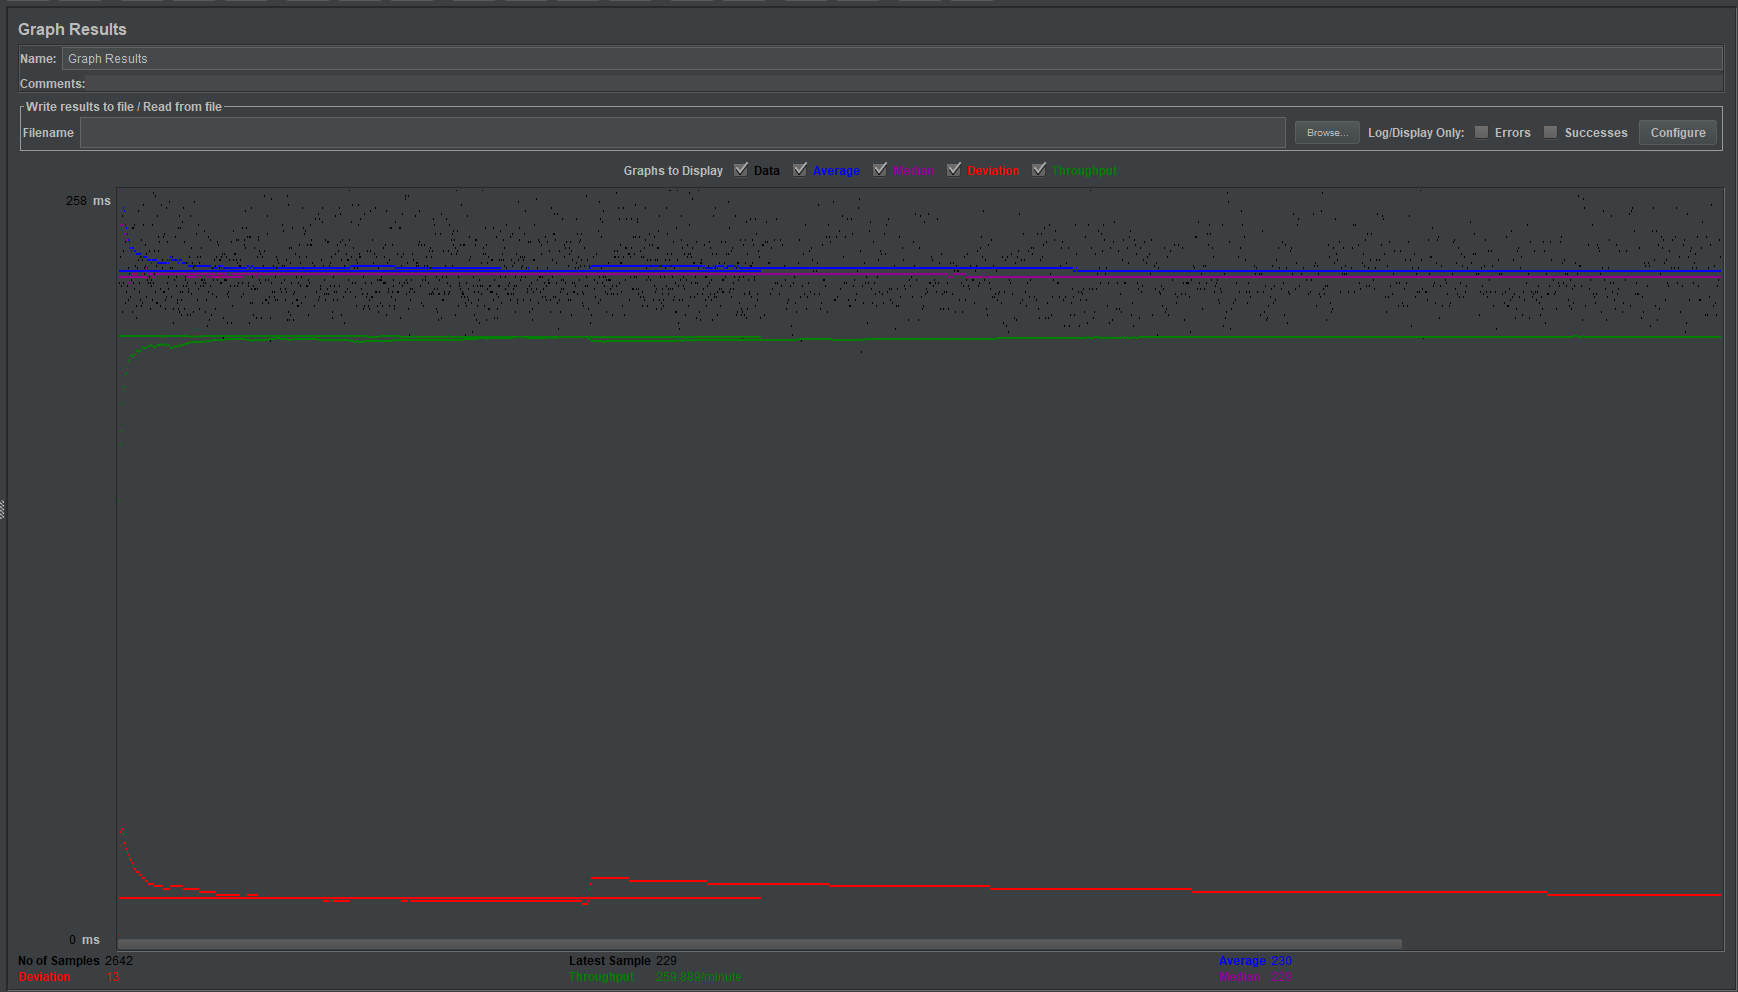 Graph Results
Name: Graph Results
Comments:
Write results to file / Read from file
Filename Browse... Log/Display Only: Errors Successes Configure
Graphs to Display Data Average Median Deviation Throughput
258 ms
0 ms
No of Samples 2642 Latest Sample 229 Average 230
Deviation 13 Throughput 259.889/minute Median